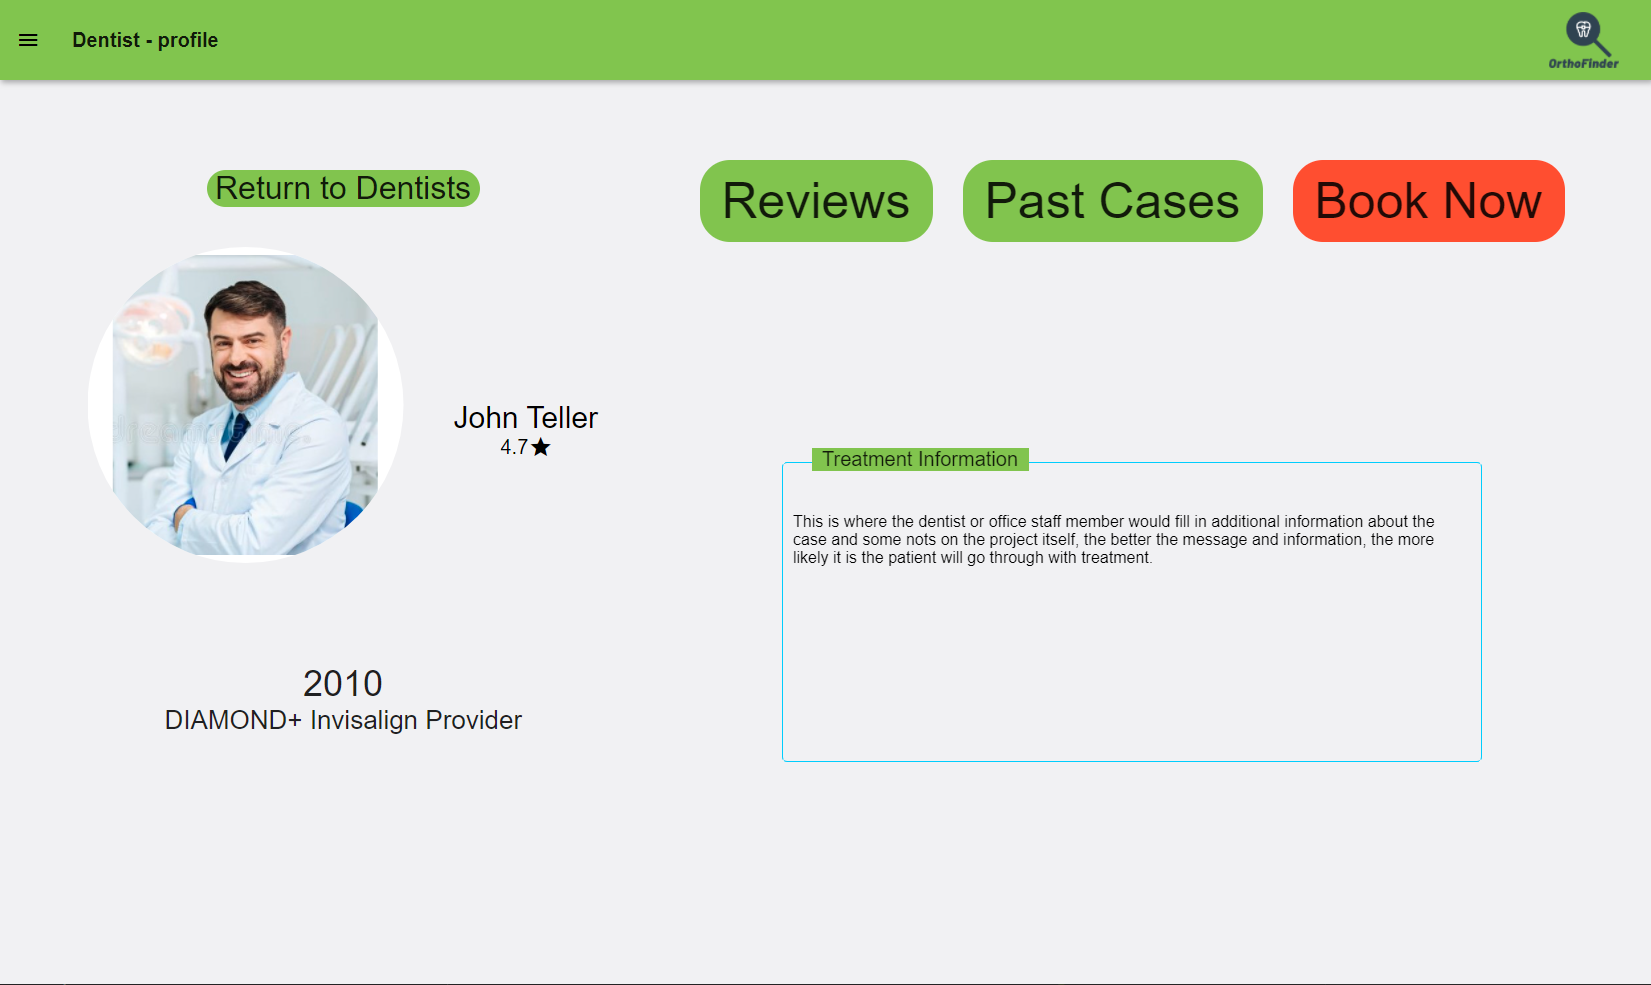 Dentist - profile
OrthoFinder
Return to Dentists
Reviews
Past Cases
Book Now
John Teller
4.7
Treatment Information
This is where the dentist or office staff member would fill in additional information about the
case and some nots on the project itself, the better the message and information, the more
likely it is the patient will go through with treatment.
2010
DIAMOND+ Invisalign Provider